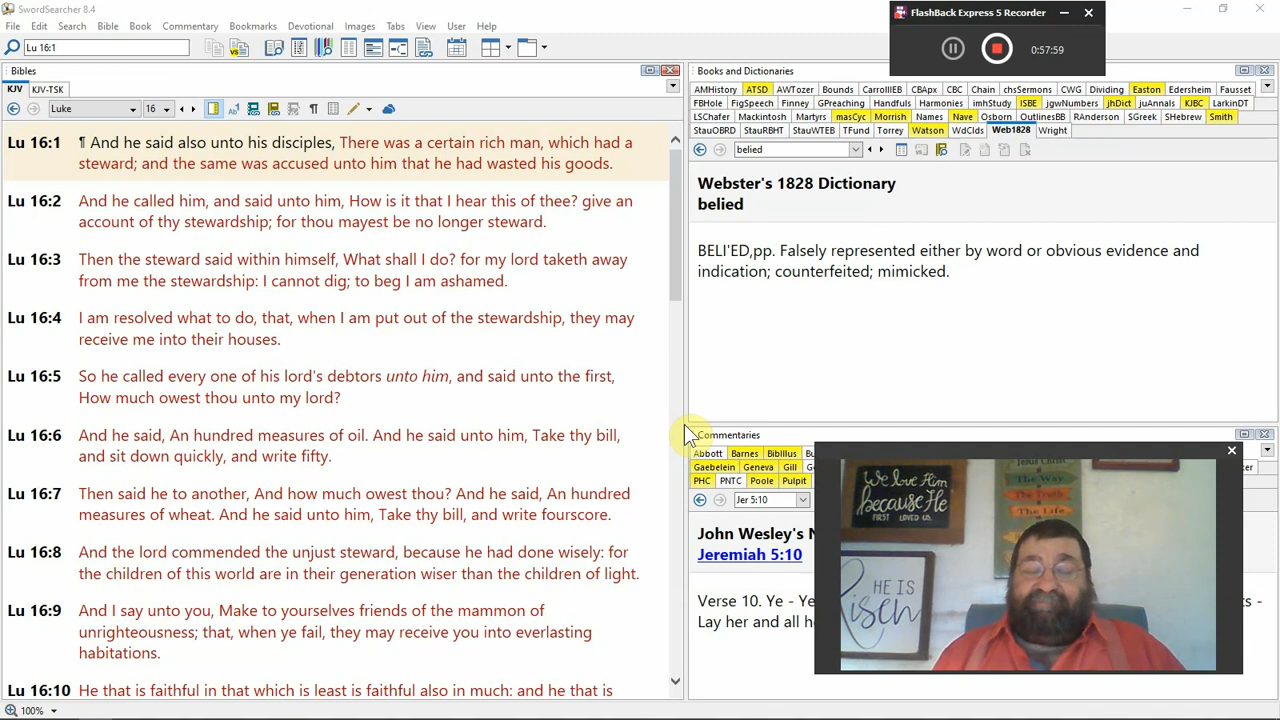 SwordSearcher 8.4
File Edit Search Bible Book Commentary Bookmarks Devotional Images Tabs View User Help
Lu 16:1
FlashBack Express 5 Recorder
0:57:59
Bibles
KJV KJV-TSK
Luke 16
Lu 16:1 ¶ And he said also unto his disciples, There was a certain rich man, which had a
steward; and the same was accused unto him that he had wasted his goods.
Lu 16:2 And he called him, and said unto him, How is it that I hear this of thee? give an
account of thy stewardship; for thou mayest be no longer steward.
Lu 16:3 Then the steward said within himself, What shall I do? for my lord taketh away
from me the stewardship: I cannot dig; to beg I am ashamed.
Lu 16:4 I am resolved what to do, that, when I am put out of the stewardship, they may
receive me into their houses.
Lu 16:5 So he called every one of his lord's debtors unto him, and said unto the first,
How much owest thou unto my lord?
Lu 16:6 And he said, An hundred measures of oil. And he said unto him, Take thy bill,
and sit down quickly, and write fifty.
Lu 16:7 Then said he to another, And how much owest thou? And he said, An hundred
measures of wheat. And he said unto him, Take thy bill, and write fourscore.
Lu 16:8 And the lord commended the unjust steward, because he had done wisely: for
the children of this world are in their generation wiser than the children of light.
Lu 16:9 And I say unto you, Make to yourselves friends of the mammon of
unrighteousness; that, when ye fail, they may receive you into everlasting
habitations.
Lu 16:10 He that is faithful in that which is least is faithful also in much: and he that is
100%
Books and Dictionaries
AMHistory ATSD AWTozer Bounds CarrollIEB CBApx CBC Chain chsSermons CWG Dividing Easton Edersheim Fausset
FBHole FigSpeech Finney GPreaching Handfuls Harmonies imhStudy ISBE jgwNumbers jhDict juAnnals KJBC LarkinDT
LSChafer Mackintosh Martyrs masCyc Morrish Names Nave Osborn OutlinesBB RAnderson SGreek SHebrew Smith
StauOBRD StauRBHT StauWTEB TFund Torrey Watson WdClds Web1828 Wright
belied
Webster's 1828 Dictionary
belied
BELI'ED,pp. Falsely represented either by word or obvious evidence and
indication; counterfeited; mimicked.
Commentaries
Abbott Barnes BibIllus
Gaebelein Geneva Gill
PHC PNTC Poole Pulpit
Jer 5:10
John Wesley's
Jeremiah 5:10
Verse 10. Ye - Ye
Lay her and all
We love Him
because He
FIRST LOVED US.
Jesus Christ
The Way
The Truth
The Life
HE IS
Risen